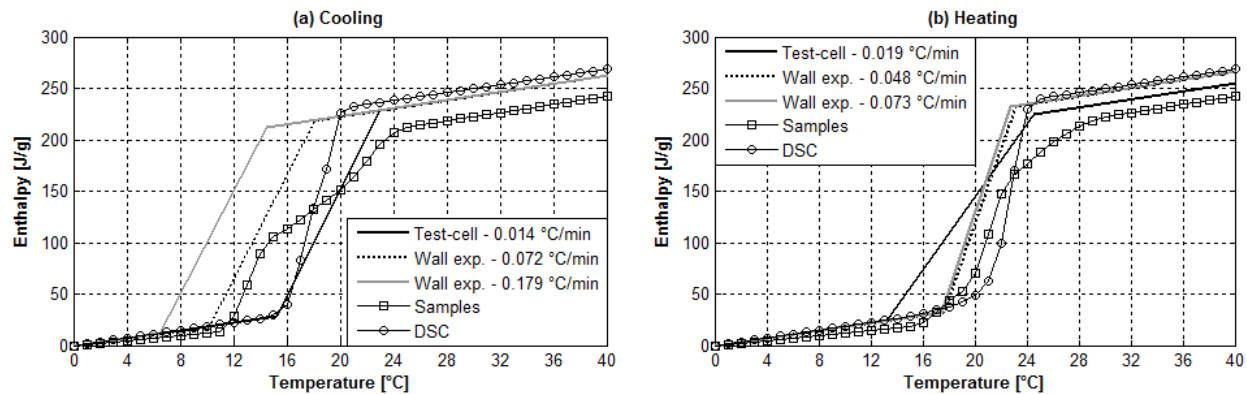 (a) Cooling
300
250
200
150
100
50
0
Enthalpy [J/g]
0 4 8 12 16 20 24 28 32 36 40
Temperature [°C]
Test-cell - 0.014 °C/min
Wall exp. - 0.072 °C/min
Wall exp. - 0.179 °C/min
Samples
DSC
(b) Heating
300
250
200
150
100
50
0
Enthalpy [J/g]
0 4 8 12 16 20 24 28 32 36 40
Temperature [°C]
Test-cell - 0.019 °C/min
Wall exp. - 0.048 °C/min
Wall exp. - 0.073 °C/min
Samples
DSC